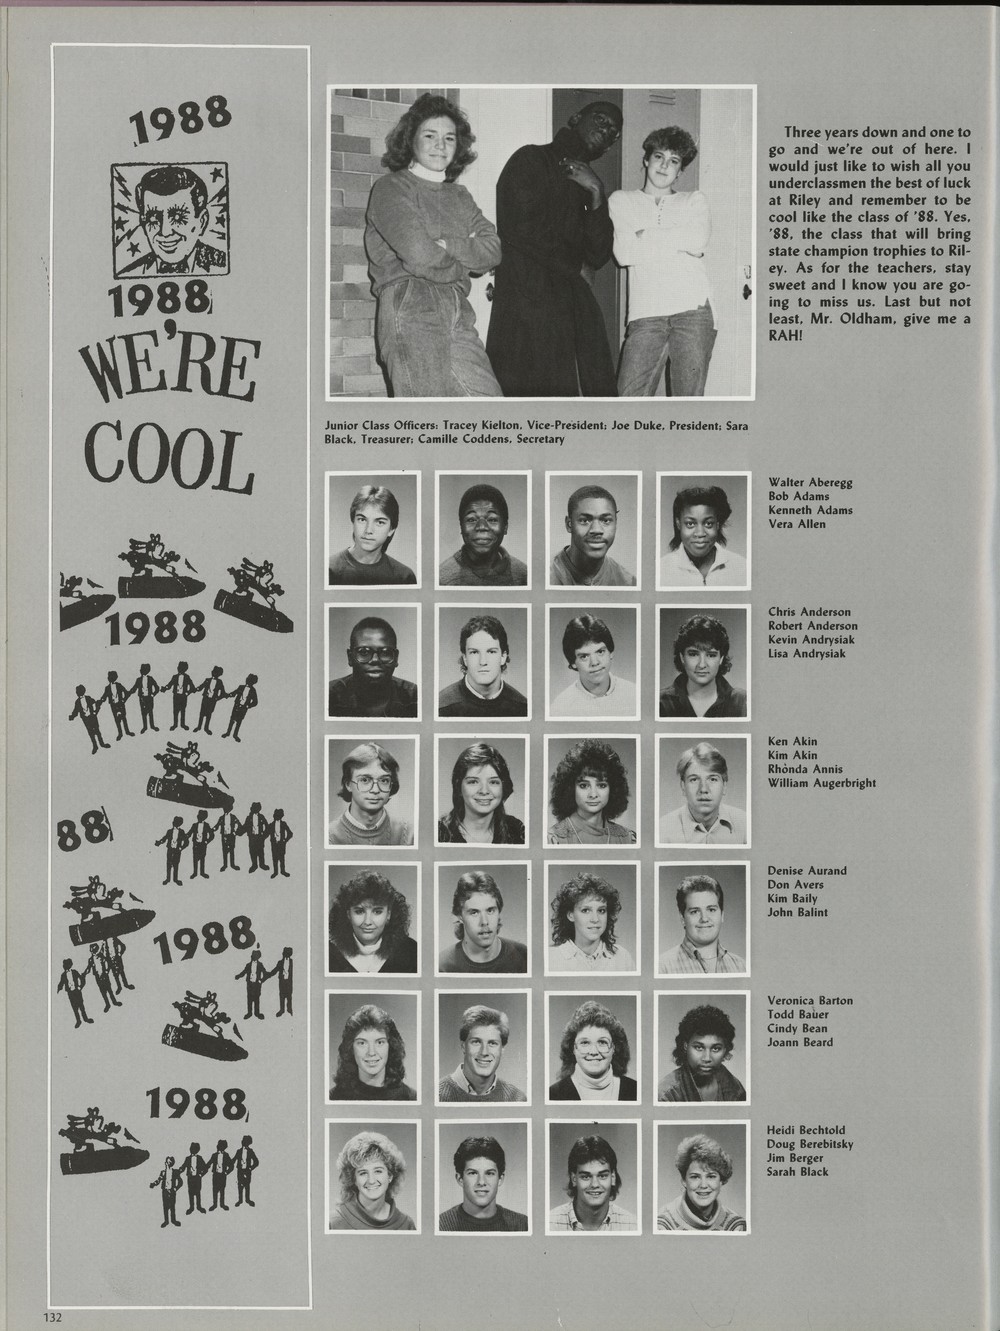 1988
1988
WE'RE
COOL
1988
88
1988
1988
Three years down and one to
go and we're out of here. I
would just like to wish all you
underclassmen the best of luck
at Riley and remember to be
cool like the class of '88. Yes,
'88, the class that will bring
state champion trophies to Ril-
ey. As for the teachers, stay
sweet and I know you are go-
ing to miss us. Last but not
least, Mr. Oldham, give me a
RAH!
Junior Class Officers: Tracey Kielton, Vice-President; Joe Duke, President; Sara
Black, Treasurer; Camille Coddens, Secretary
Walter Aberegg
Bob Adams
Kenneth Adams
Vera Allen
Chris Anderson
Robert Anderson
Kevin Andrysiak
Lisa Andrysiak
Ken Akin
Kim Akin
Rhonda Annis
William Augerbright
Denise Aurand
Don Avers
Kim Baily
John Balint
Veronica Barton
Todd Bauer
Cindy Bean
Joann Beard
Heidi Bechtold
Doug Berebitsky
Jim Berger
Sarah Black
132